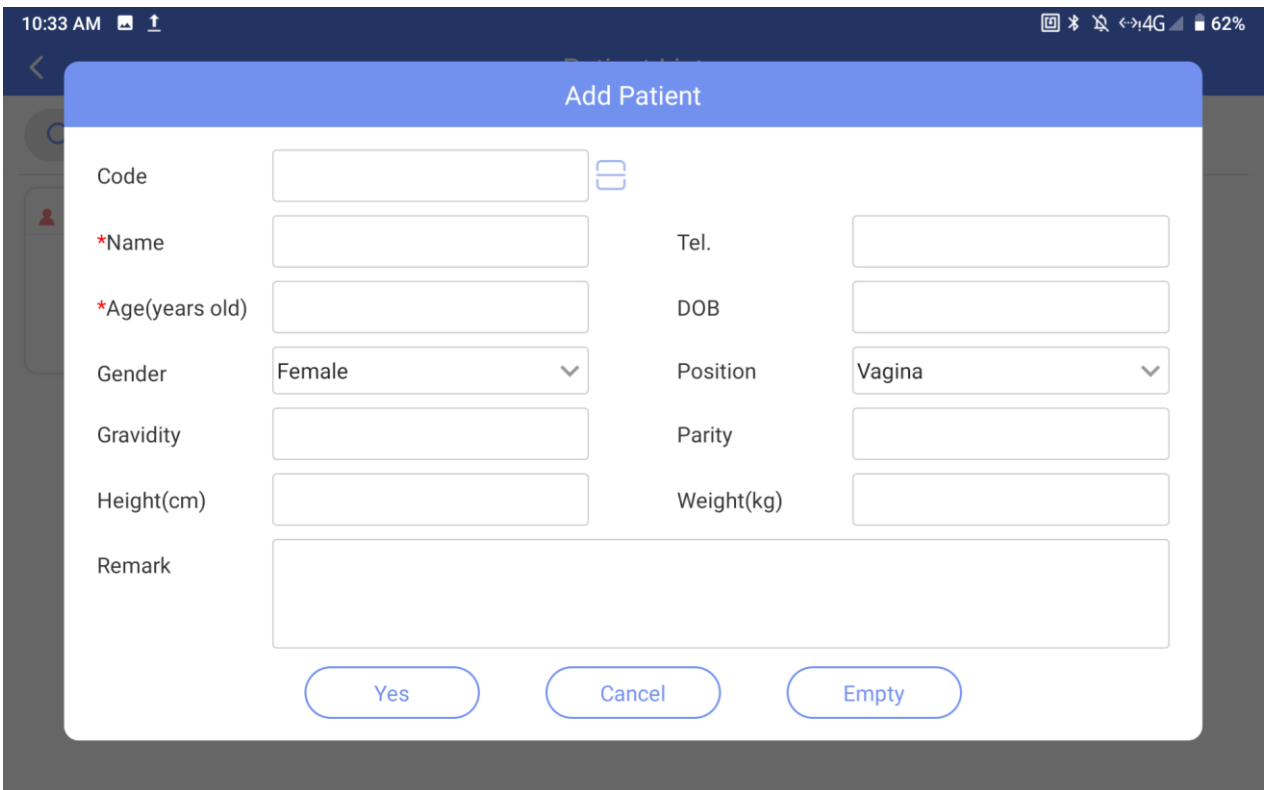 10:33 AM 4G 62%
Add Patient
Code
*Name Tel.
*Age(years old) DOB
Gender Female Position Vagina
Gravidity Parity
Height(cm) Weight(kg)
Remark
Yes Cancel Empty